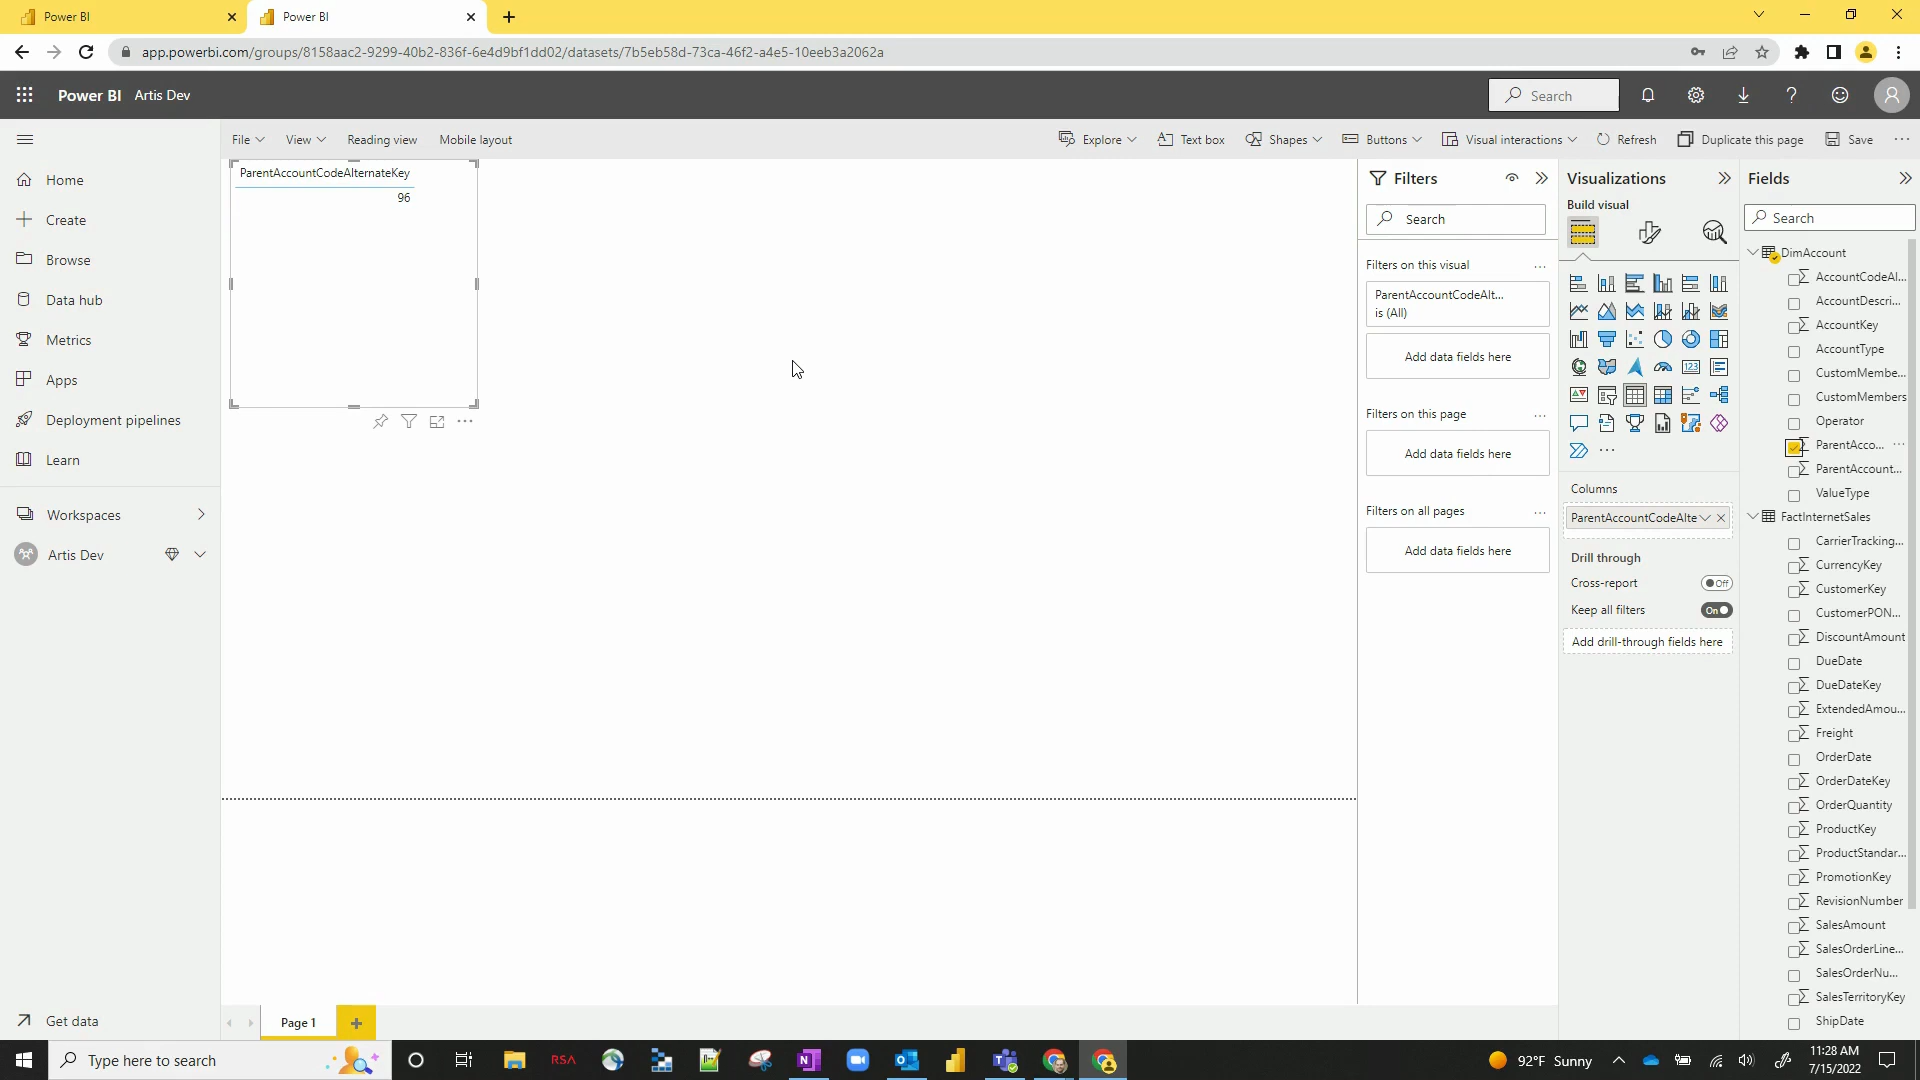 Power BI
Power BI
app.powerbi.com/groups/8158aac2-9299-40b2-836f-6e4d9bf1dd02/datasets/7b5eb58d-73ca-46f2-a4e5-10eeb3a2062a
Power BI Artis Dev
Search
A
File View Reading view Mobile layout
Explore Text box Shapes Buttons Visual interactions Refresh Duplicate this page Save
Home
Create
Browse
Data hub
Metrics
Apps
Deployment pipelines
Learn
Workspaces
Artis Dev
Get data
ParentAccountCodeAlternateKey
96
Page 1
Filters
Search
Filters on this visual
ParentAccountCodeAlt...
is (All)
Add data fields here
Filters on this page
Add data fields here
Filters on all pages
Add data fields here
Visualizations
Build visual
123
Columns
ParentAccountCodeAlte
Drill through
Cross-report Off
Keep all filters On
Add drill-through fields here
Fields
Search
DimAccount
AccountCodeAl...
AccountDescri...
AccountKey
AccountType
CustomMembe...
CustomMembers
Operator
ParentAcco...
ParentAccount...
ValueType
FactInternetSales
CarrierTracking...
CurrencyKey
CustomerKey
CustomerPON...
DiscountAmount
DueDate
DueDateKey
ExtendedAmou...
Freight
OrderDate
OrderDateKey
OrderQuantity
ProductKey
ProductStandar...
PromotionKey
RevisionNumber
SalesAmount
SalesOrderLine...
SalesOrderNu...
SalesTerritoryKey
ShipDate
Type here to search
RSA
92°F Sunny
11:28 AM
7/15/2022